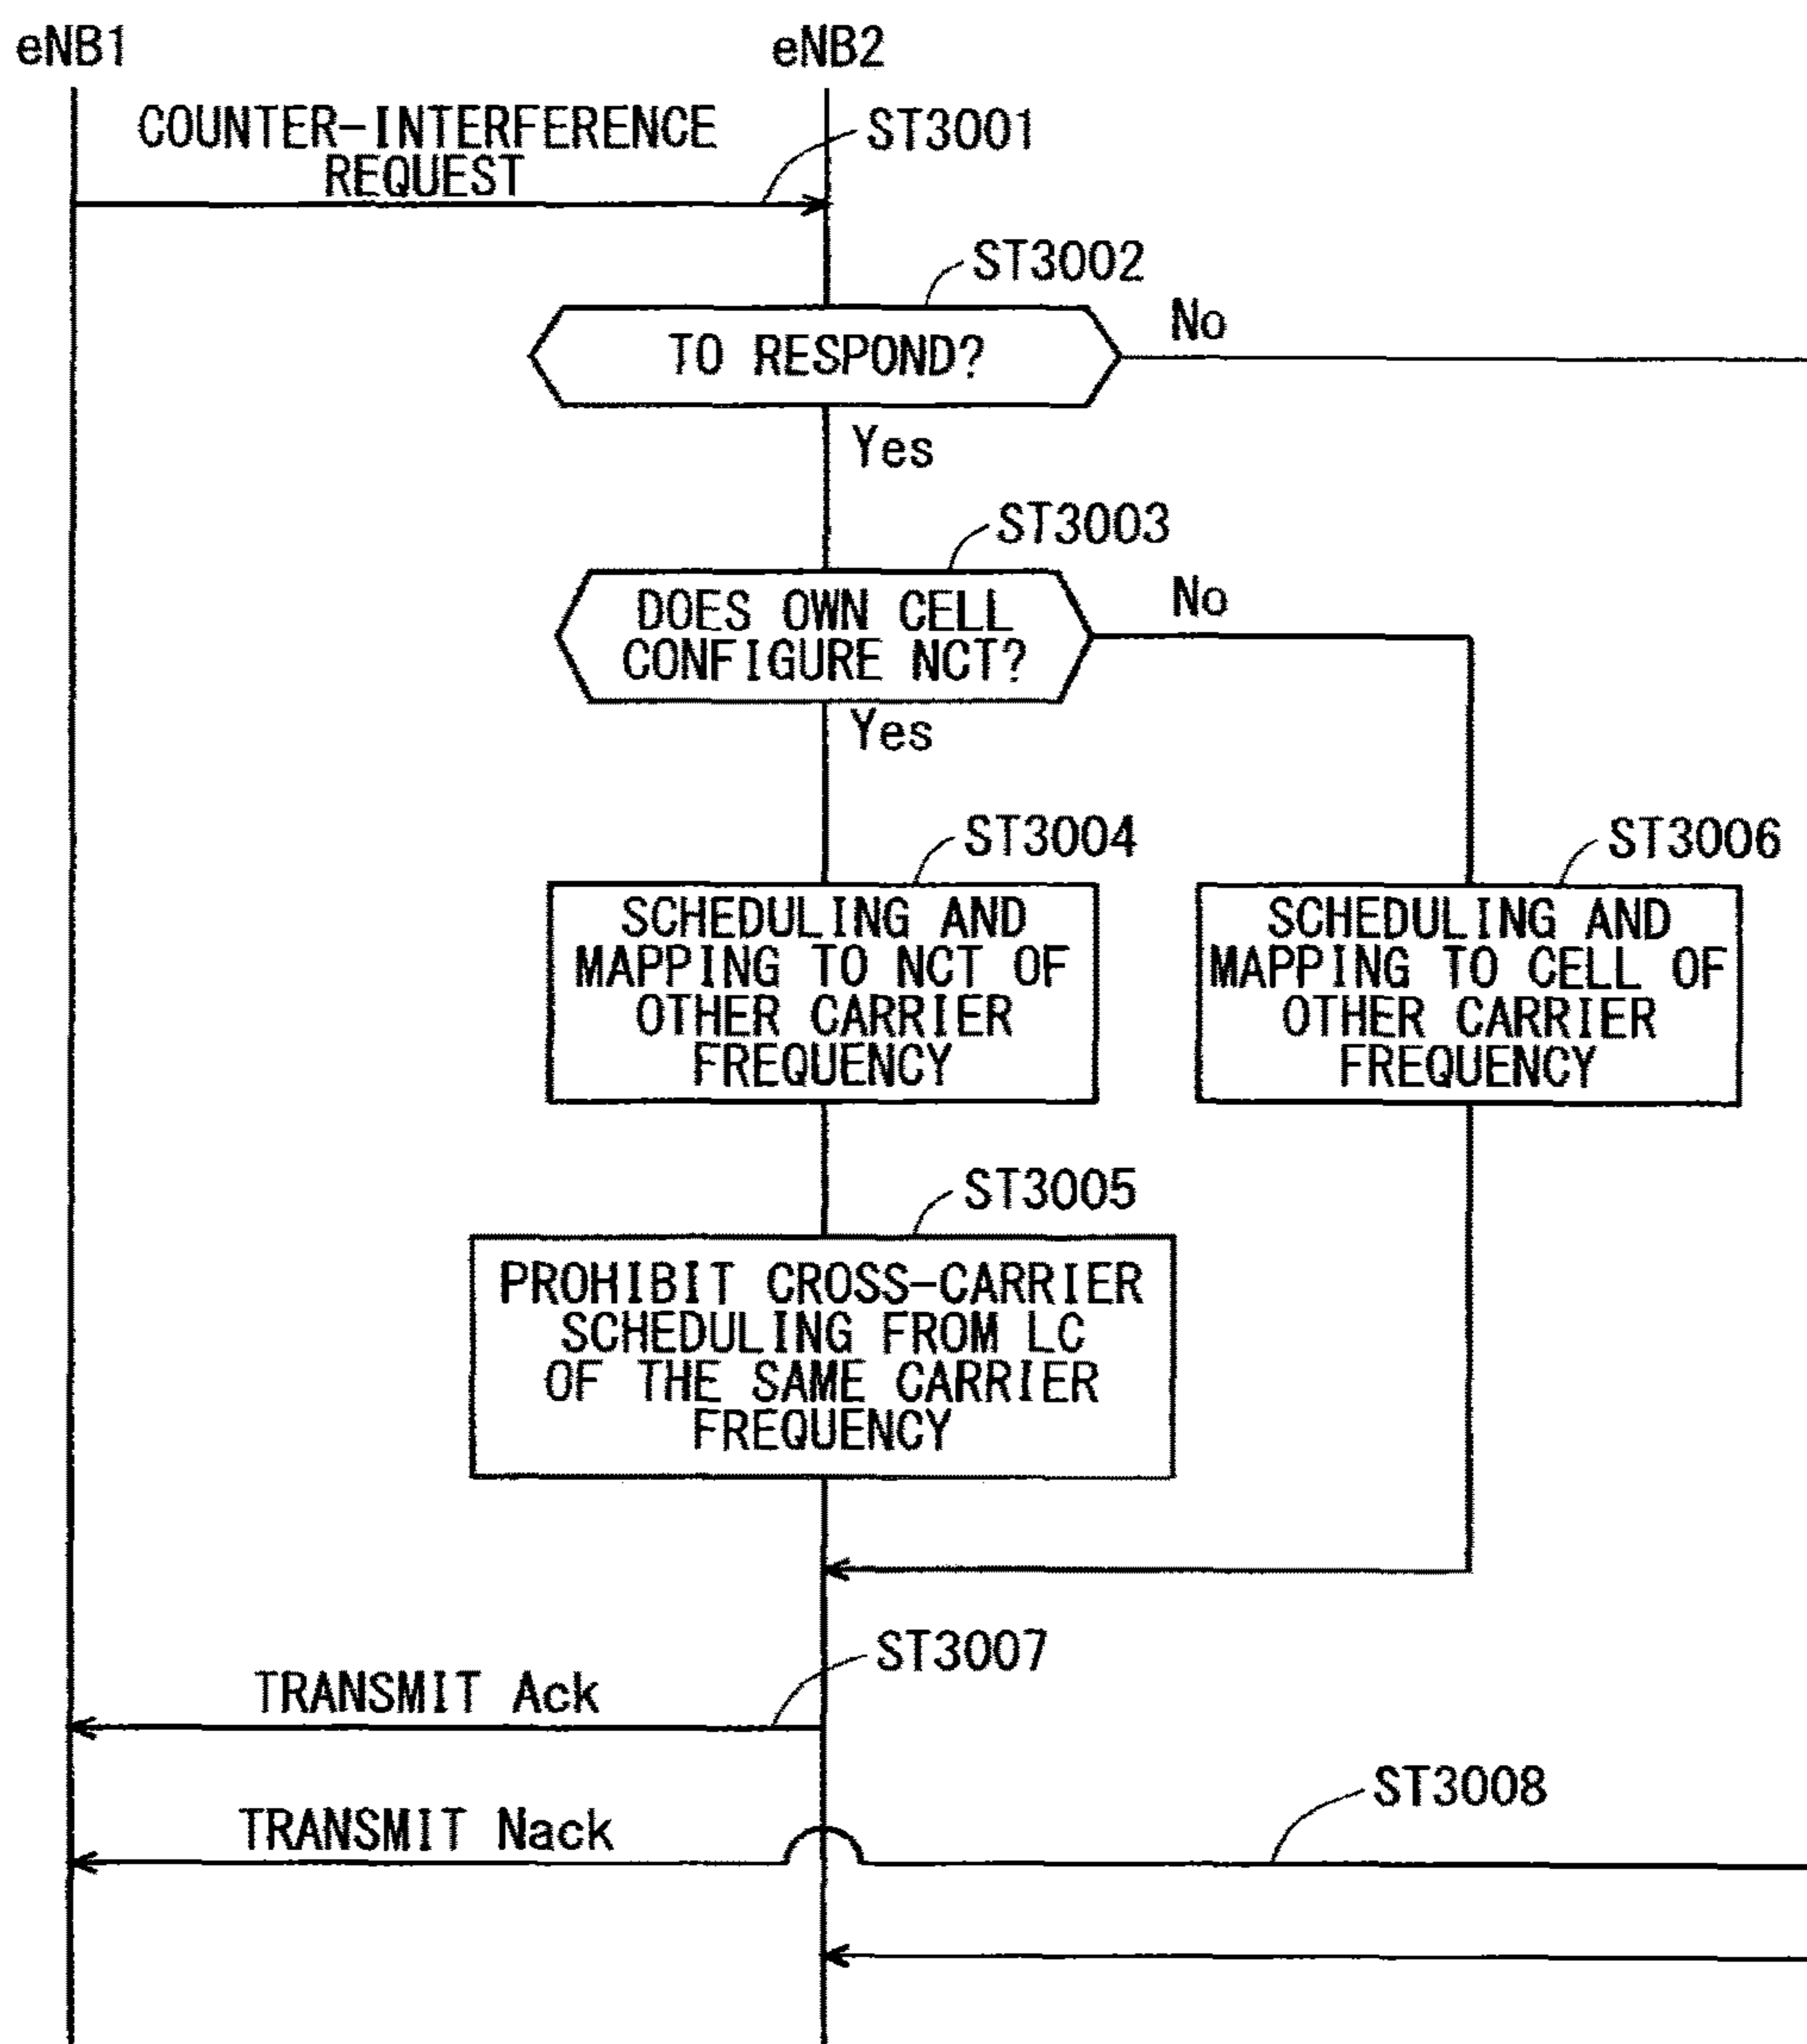 eNB1
eNB2
COUNTER-INTERFERENCE
REQUEST
ST3001
ST3002
TO RESPOND?
No
Yes
ST3003
DOES OWN CELL
CONFIGURE NCT?
No
Yes
ST3004
SCHEDULING AND
MAPPING TO NCT OF
OTHER CARRIER
FREQUENCY
ST3006
SCHEDULING AND
MAPPING TO CELL OF
OTHER CARRIER
FREQUENCY
ST3005
PROHIBIT CROSS-CARRIER
SCHEDULING FROM LC
OF THE SAME CARRIER
FREQUENCY
ST3007
TRANSMIT Ack
ST3008
TRANSMIT Nack